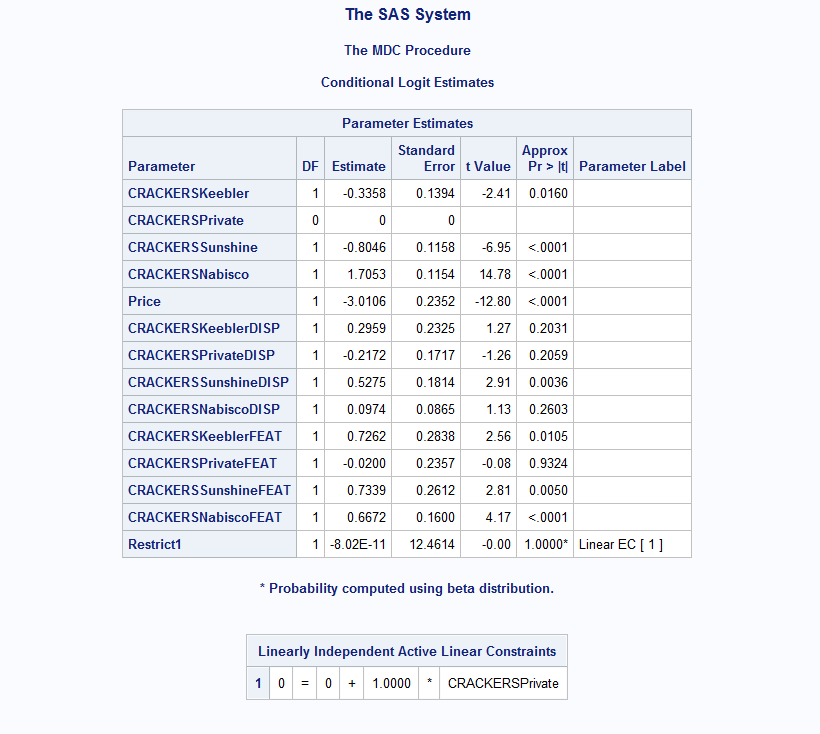 The SAS System
The MDC Procedure
Conditional Logit Estimates
Parameter Estimates
Parameter DF Estimate Standard Error t Value Approx Pr > |t| Parameter Label
CRACKERSKeebler 1 -0.3358 0.1394 -2.41 0.0160
CRACKERSPrivate 0 0 0
CRACKERSSunshine 1 -0.8046 0.1158 -6.95 <.0001
CRACKERSNabisco 1 1.7053 0.1154 14.78 <.0001
Price 1 -3.0106 0.2352 -12.80 <.0001
CRACKERSKeeblerDISP 1 0.2959 0.2325 1.27 0.2031
CRACKERSPrivateDISP 1 -0.2172 0.1717 -1.26 0.2059
CRACKERSSunshineDISP 1 0.5275 0.1814 2.91 0.0036
CRACKERSNabiscoDISP 1 0.0974 0.0865 1.13 0.2603
CRACKERSKeeblerFEAT 1 0.7262 0.2838 2.56 0.0105
CRACKERSPrivateFEAT 1 -0.0200 0.2357 -0.08 0.9324
CRACKERSSunshineFEAT 1 0.7339 0.2612 2.81 0.0050
CRACKERSNabiscoFEAT 1 0.6672 0.1600 4.17 <.0001
Restrict1 1 -8.02E-11 12.4614 -0.00 1.0000* Linear EC [ 1 ]
* Probability computed using beta distribution.
Linearly Independent Active Linear Constraints
1 0 = 0 + 1.0000 * CRACKERSPrivate